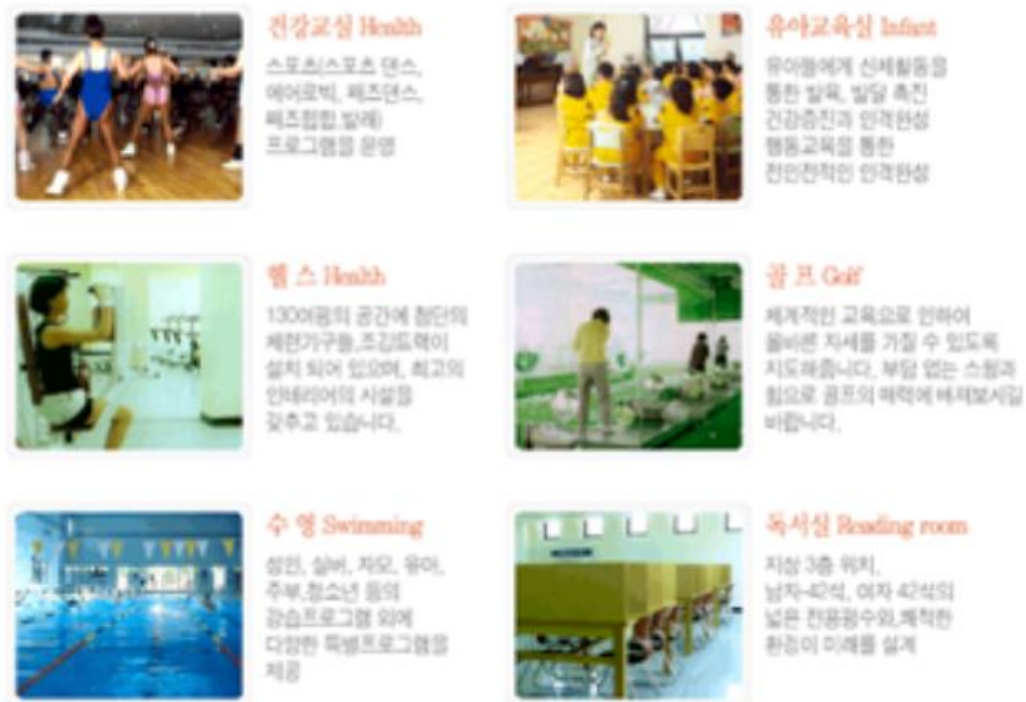 건강교실 Health
스포츠(스포츠 댄스,
에어로빅, 째즈댄스,
째즈힙합,발레)
프로그램을 운영
유아교육실 Infant
유아들에게 신체활동을
통한 발육, 발달 촉진
건강증진과 인격완성
행동교육을 통한
전인전적인 인격완성
헬 스 Health
130여평의 공간에 첨단의
체련기구들,조깅트랙이
설치 되어 있으며, 최고의
인테리어의 시설을
갖추고 있습니다.
골 프 Golf
체계적인 교육으로 인하여
올바른 자세를 가질 수 있도록
지도해줍니다. 부담 없는 스윙과
힘으로 골프의 매력에 빠져보시길
바랍니다.
수 영 Swimming
성인, 실버, 자모, 유아,
주부,청소년 등의
강습프로그램 외에
다양한 특별프로그램을
제공
독서실 Reading room
지상 3층 위치,
남자-42석, 여자 42석의
넓은 전용평수와,쾌적한
환경이 미래를 설계